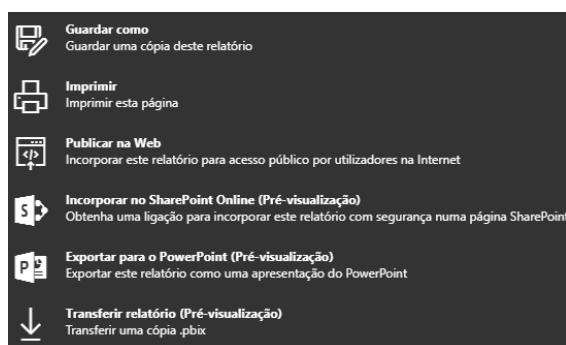 Guardar como
Guardar uma cópia deste relatório
Imprimir
Imprimir esta página
Publicar na Web
Incorporar este relatório para acesso público por utilizadores na Internet
Incorporar no SharePoint Online (Pré-visualização)
Obtenha uma ligação para incorporar este relatório com segurança numa página SharePoint
Exportar para o PowerPoint (Pré-visualização)
Exportar este relatório como uma apresentação do PowerPoint
Transferir relatório (Pré-visualização)
Transferir uma cópia .pbix